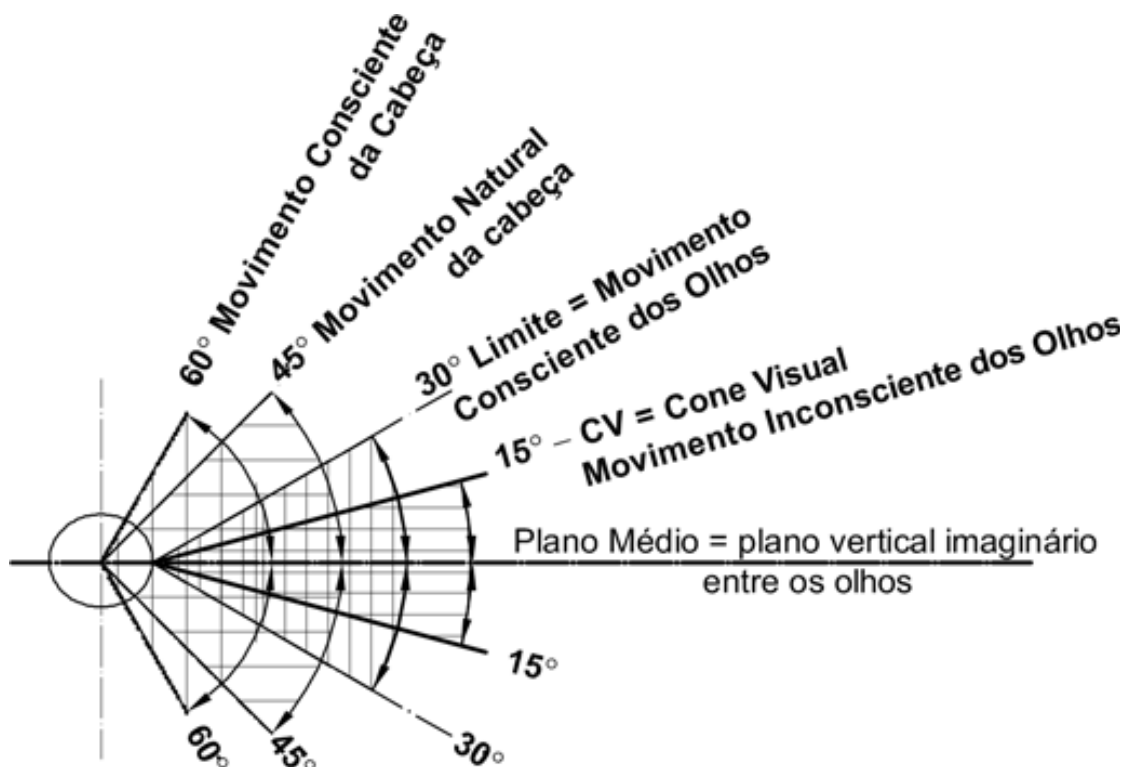 60° Movimento Consciente
da Cabeça
45° Movimento Natural
da cabeça
30° Limite = Movimento
Consciente dos Olhos
15° – CV = Cone Visual
Movimento Inconsciente dos Olhos
Plano Médio = plano vertical imaginário
entre os olhos
15°
30°
45°
60°